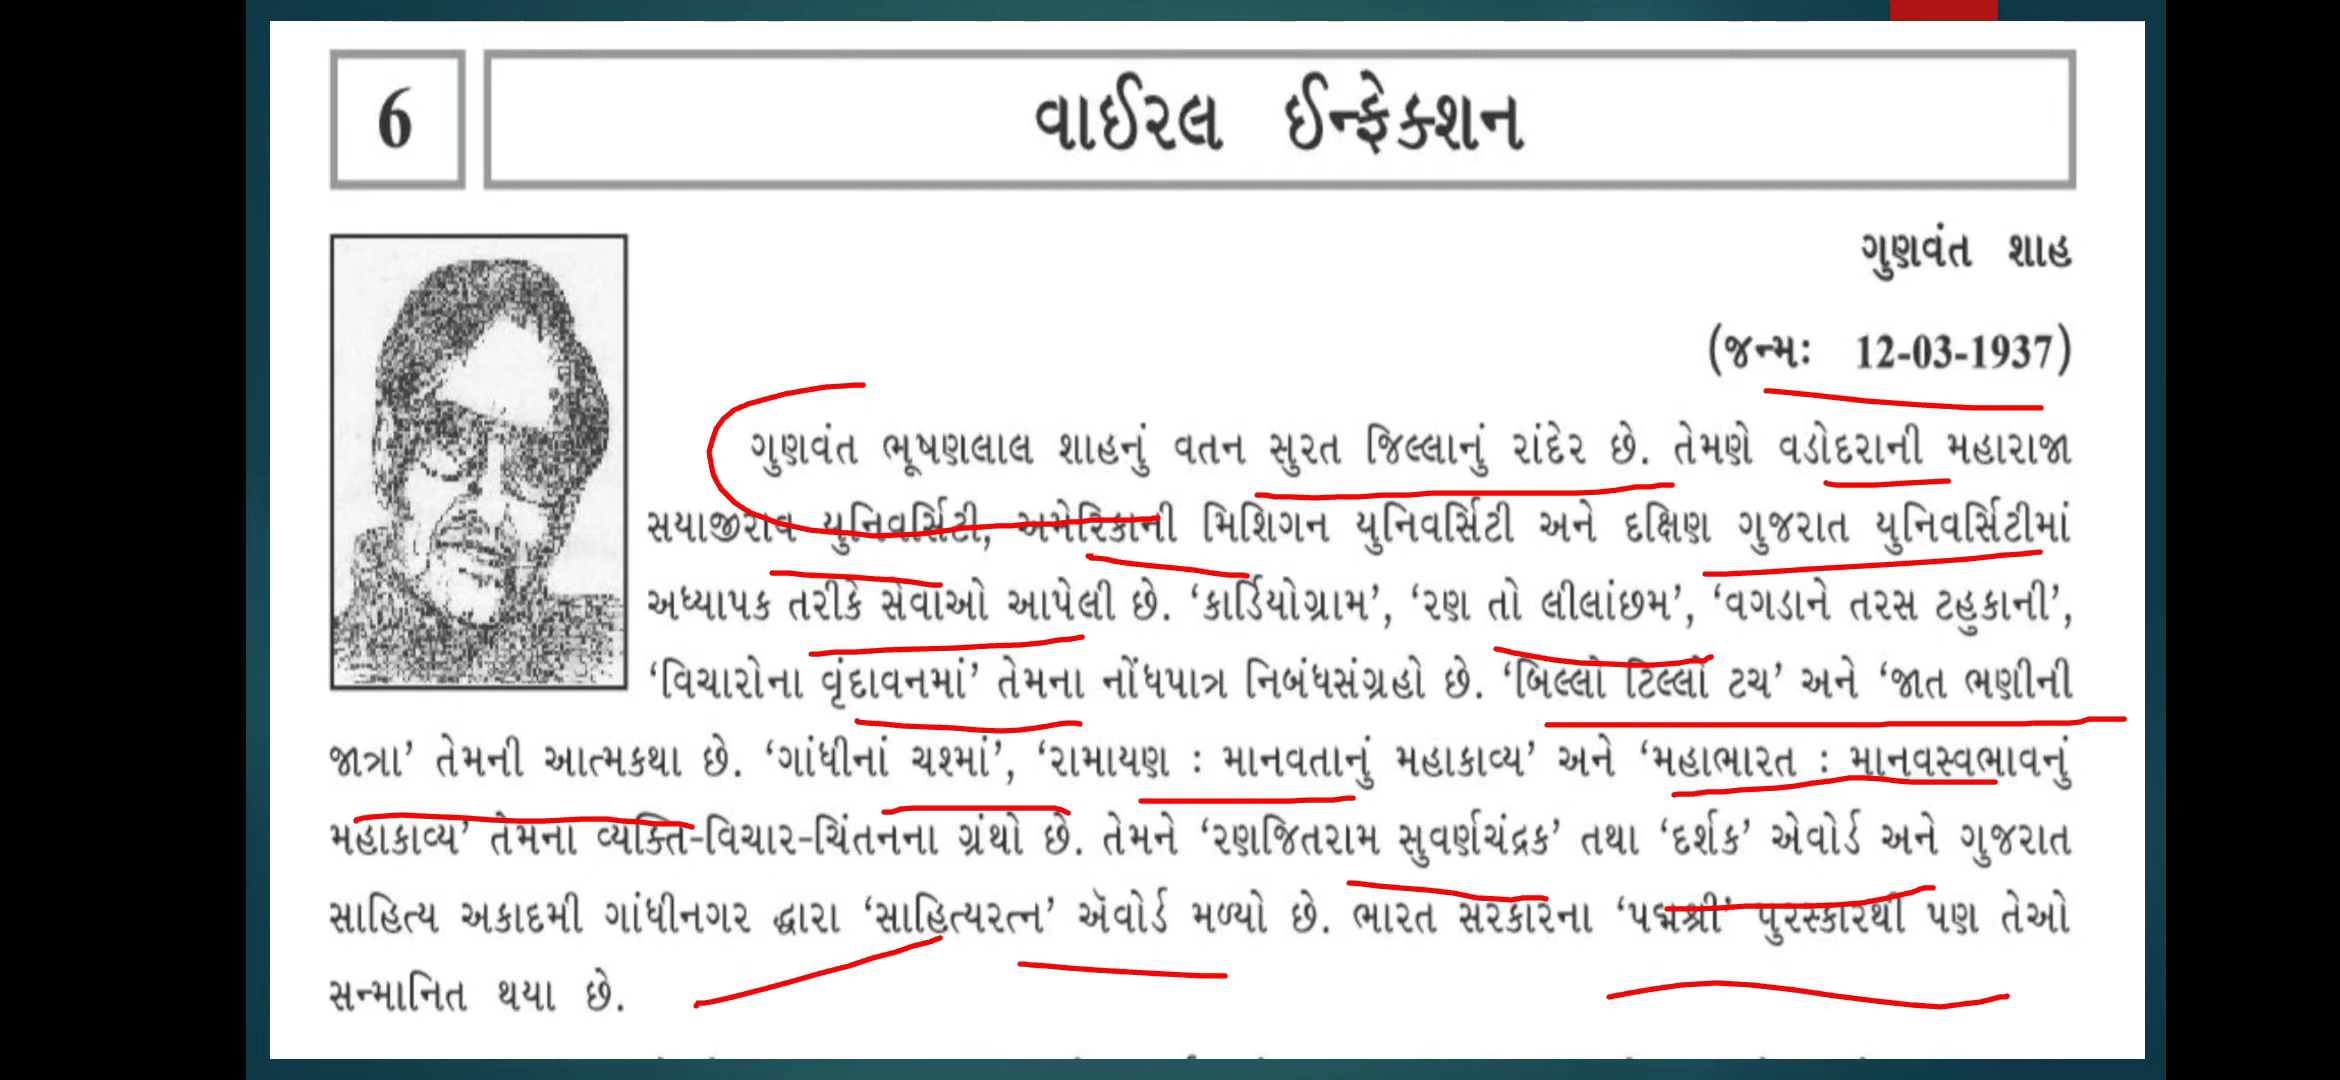 6
વાઈરલ ઈન્ફેક્શન
ગુણવંત શાહ
(જન્મઃ 12-03-1937)
ગુણવંત ભૂષણલાલ શાહનું વતન સુરત જિલ્લાનું રાંદેર છે. તેમણે વડોદરાની મહારાજા
સયાજીરાવ યુનિવર્સિટી, અમેરિકાની મિશિગન યુનિવર્સિટી અને દક્ષિણ ગુજરાત યુનિવર્સિટીમાં
અધ્યાપક તરીકે સેવાઓ આપેલી છે. ‘કાર્ડિયોગ્રામ’, ‘રણ તો લીલાંછમ’, ‘વગડાને તરસ ટહુકાની’,
‘વિચારોના વૃંદાવનમાં’ તેમના નોંધપાત્ર નિબંધસંગ્રહો છે. ‘બિલ્લો ટિલ્લો ટચ’ અને ‘જાત ભણીની
જાત્રા’ તેમની આત્મકથા છે. ‘ગાંધીનાં ચશ્માં’, ‘રામાયણ : માનવતાનું મહાકાવ્ય’ અને ‘મહાભારત : માનવસ્વભાવનું
મહાકાવ્ય’ તેમના વ્યક્તિ-વિચાર-ચિંતનના ગ્રંથો છે. તેમને ‘રણજિતરામ સુવર્ણચંદ્રક’ તથા ‘દર્શક’ એવોર્ડ અને ગુજરાત
સાહિત્ય અકાદમી ગાંધીનગર દ્વારા ‘સાહિત્યરત્ન’ ઍવોર્ડ મળ્યો છે. ભારત સરકારના ‘પદ્મશ્રી’ પુરસ્કારથી પણ તેઓ
સન્માનિત થયા છે.